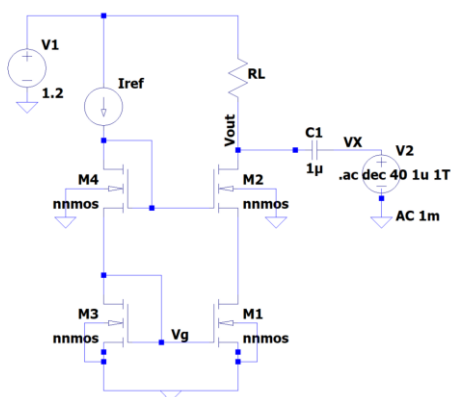 V1
1.2
Iref
RL
Vout
C1
1µ
VX
V2
.ac dec 40 1u 1T
AC 1m
M4
nnmos
M2
nnmos
M3
nnmos
Vg
M1
nnmos